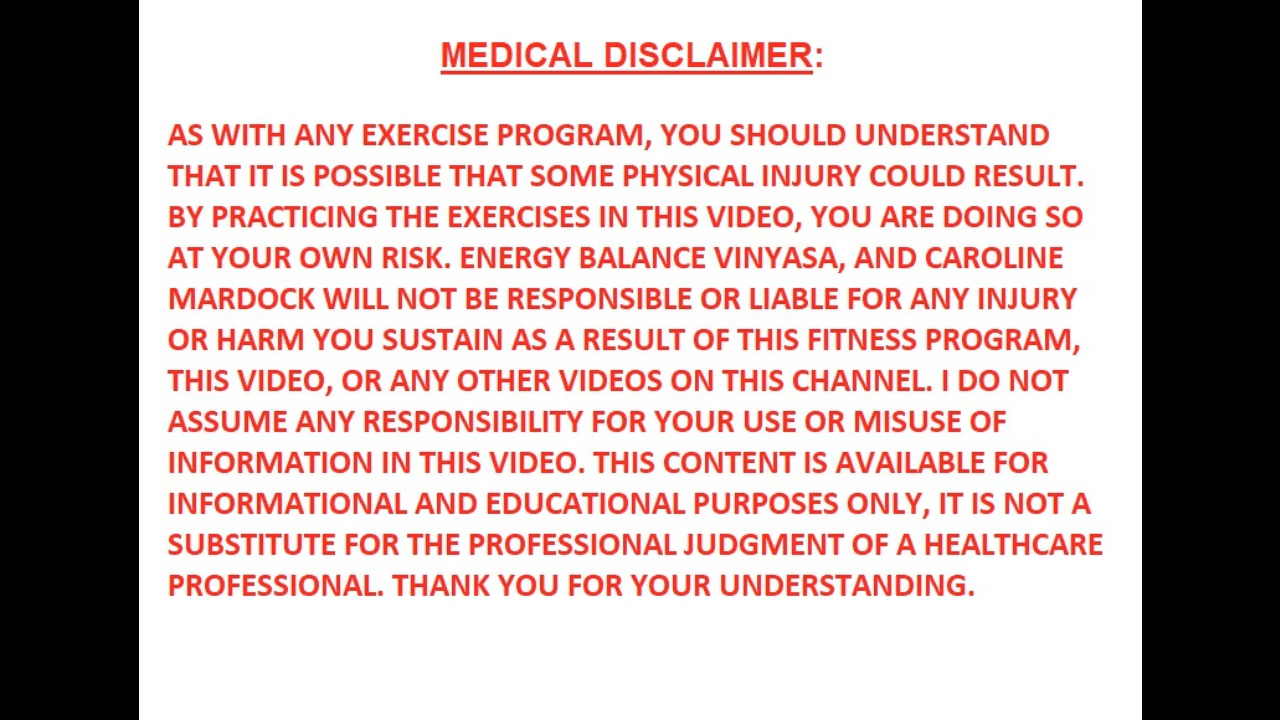 MEDICAL DISCLAIMER:
AS WITH ANY EXERCISE PROGRAM, YOU SHOULD UNDERSTAND
THAT IT IS POSSIBLE THAT SOME PHYSICAL INJURY COULD RESULT.
BY PRACTICING THE EXERCISES IN THIS VIDEO, YOU ARE DOING SO
AT YOUR OWN RISK. ENERGY BALANCE VINYASA, AND CAROLINE
MARDOCK WILL NOT BE RESPONSIBLE OR LIABLE FOR ANY INJURY
OR HARM YOU SUSTAIN AS A RESULT OF THIS FITNESS PROGRAM,
THIS VIDEO, OR ANY OTHER VIDEOS ON THIS CHANNEL. I DO NOT
ASSUME ANY RESPONSIBILITY FOR YOUR USE OR MISUSE OF
INFORMATION IN THIS VIDEO. THIS CONTENT IS AVAILABLE FOR
INFORMATIONAL AND EDUCATIONAL PURPOSES ONLY, IT IS NOT A
SUBSTITUTE FOR THE PROFESSIONAL JUDGMENT OF A HEALTHCARE
PROFESSIONAL. THANK YOU FOR YOUR UNDERSTANDING.